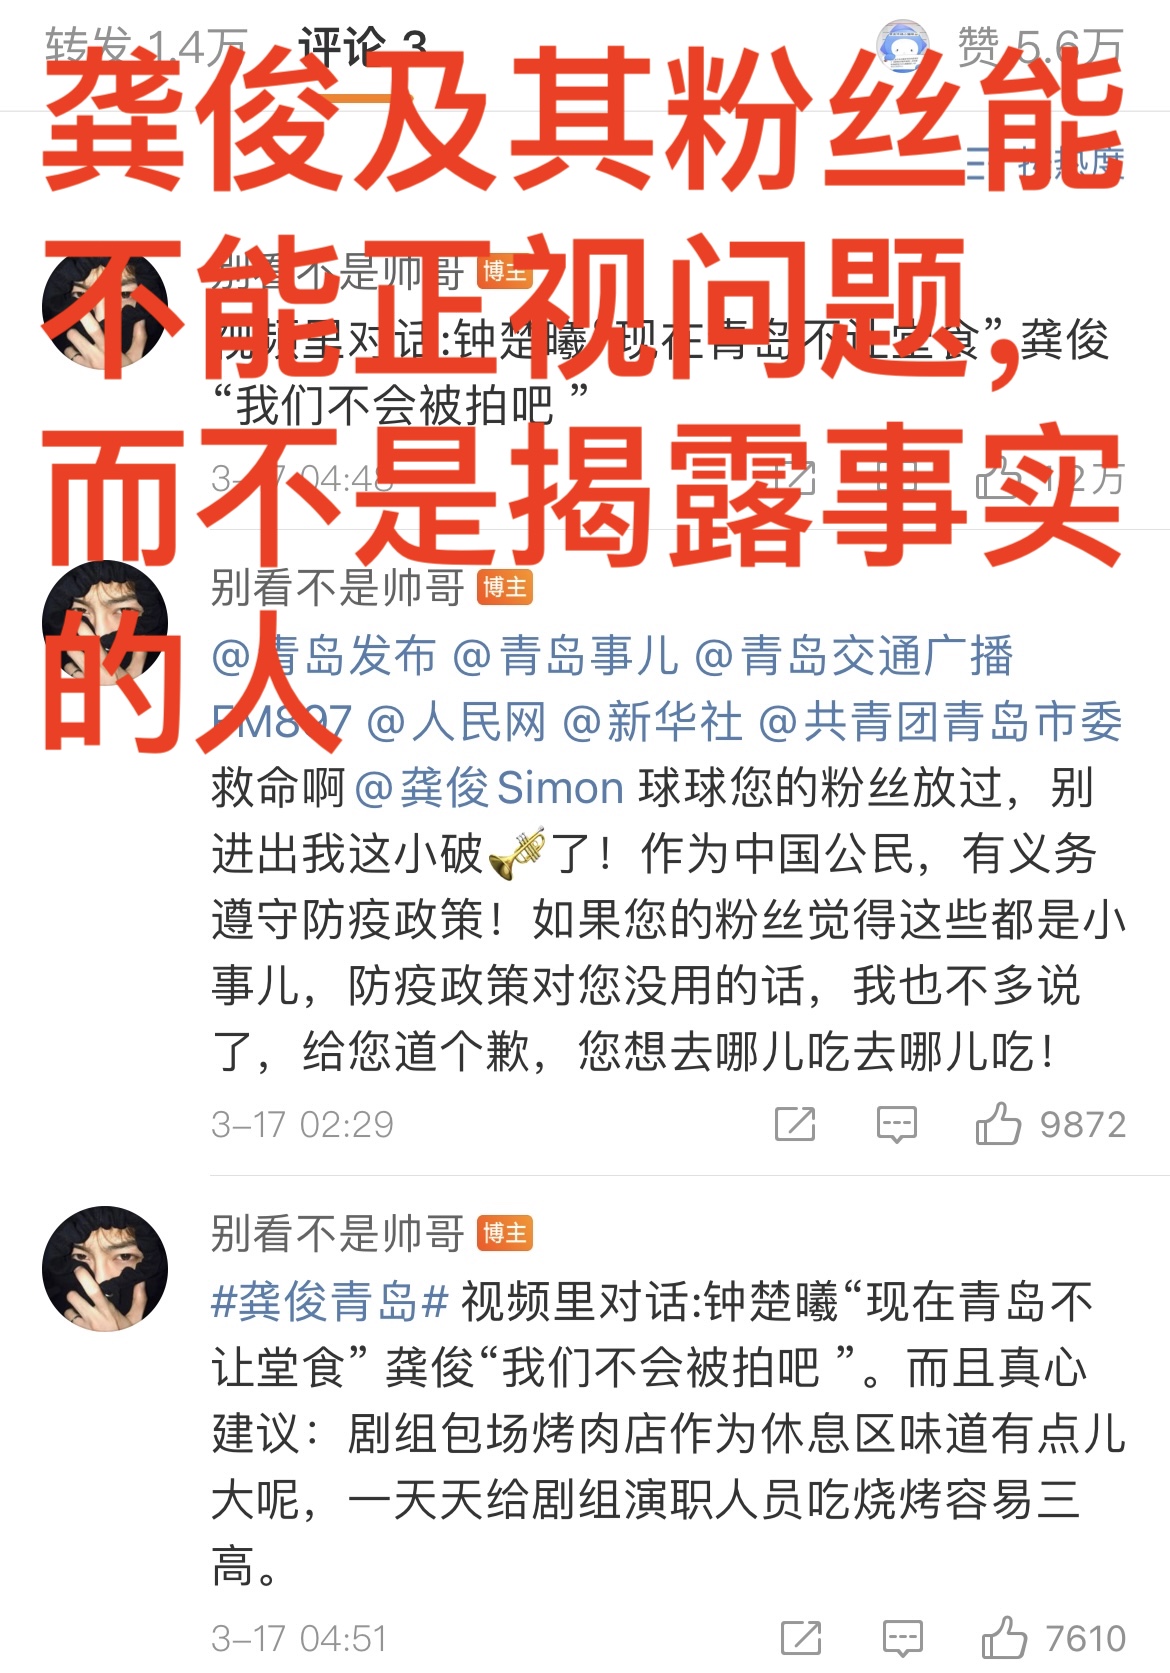 转发 1.4万 评论 3 赞 5.6万
龚俊及其粉丝能
按热度
不能正视问题，
别看不是帅哥 博主
视频里对话:钟楚曦“现在青岛不让堂食”,龚俊
“我们不会被拍吧 ”
而不是揭露事实
3-17 04:48 1.2万
别看不是帅哥 博主
的人
@青岛发布 @青岛事儿 @青岛交通广播
FM897 @人民网 @新华社 @共青团青岛市委
救命啊@龚俊Simon 球球您的粉丝放过，别
进出我这小破🎺了！作为中国公民，有义务
遵守防疫政策！如果您的粉丝觉得这些都是小
事儿，防疫政策对您没用的话，我也不多说
了，给您道个歉，您想去哪儿吃去哪儿吃！
3-17 02:29 9872
别看不是帅哥 博主
#龚俊青岛# 视频里对话:钟楚曦“现在青岛不
让堂食” 龚俊“我们不会被拍吧 ”。而且真心
建议：剧组包场烤肉店作为休息区味道有点儿
大呢，一天天给剧组演职人员吃烧烤容易三
高。
3-17 04:51 7610